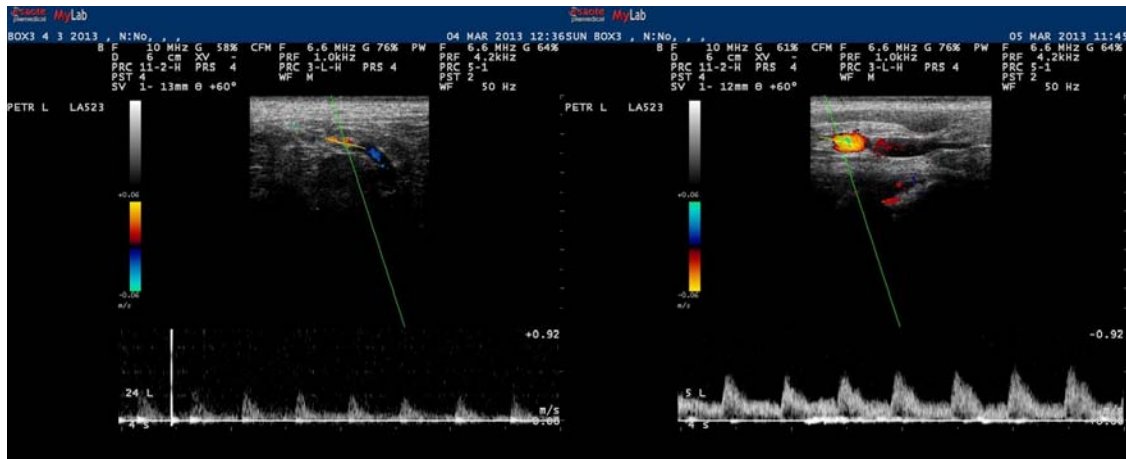 esaote
piemedical MyLab
BOX3 4 3 2013 , N:No, , , 04 MAR 2013 12:36
B F 10 MHz G 58% CFM F 6.6 MHz G 76% PW F 6.6 MHz G 64%
D 6 cm XV - PRF 1.0kHz PRF 4.2kHz
PRC 11-2-H PRS 4 PRC 3-L-H PRS 4 PRC 5-1
PST 4 WF M PST 2
SV 1- 13mm θ +60° WF 50 Hz
PETR L LA523
+0.06
-0.06
m/s
+0.92
24 L
m/s
4 s
0.00
esaote
piemedical MyLab
SUN BOX3 , N:No, , , 05 MAR 2013 11:45
B F 10 MHz G 61% CFM F 6.6 MHz G 76% PW F 6.6 MHz G 64%
D 6 cm XV - PRF 1.0kHz PRF 4.2kHz
PRC 11-2-H PRS 4 PRC 3-L-H PRS 4 PRC 5-1
PST 4 WF M PST 2
SV 1- 12mm θ +60° WF 50 Hz
PETR L LA523
+0.06
-0.06
m/s
-0.92
5 L
m/s
4 s